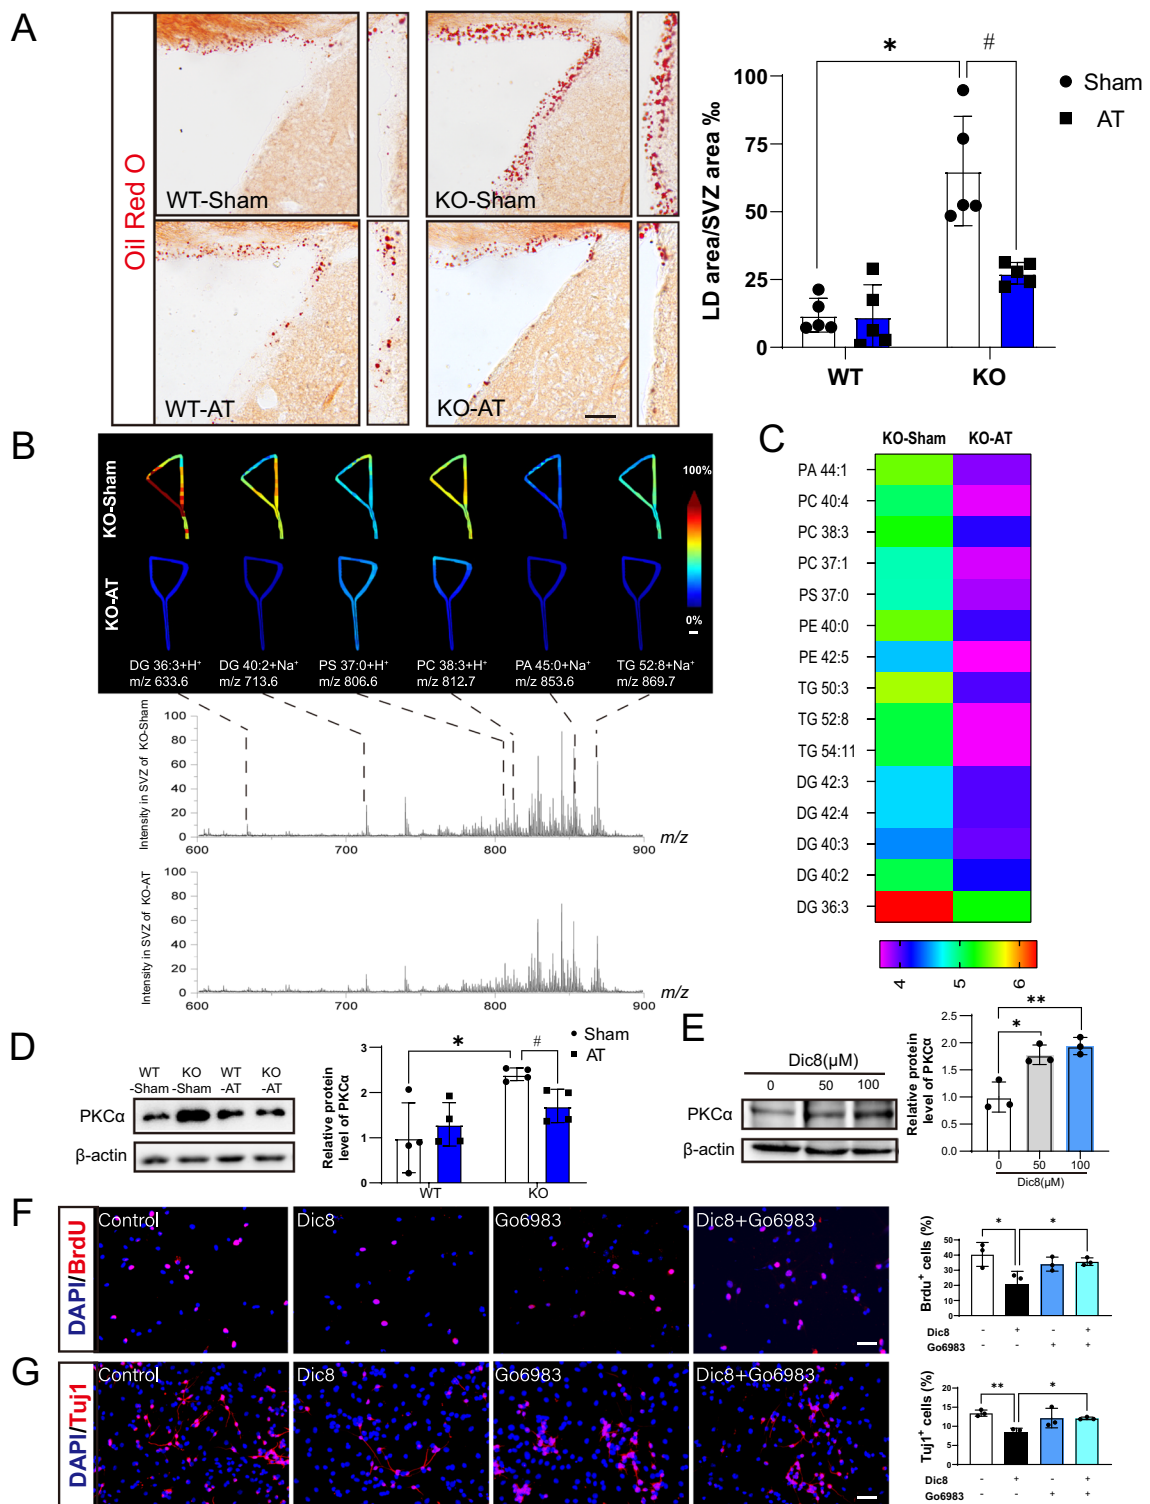 A
Oil Red O
WT-Sham
KO-Sham
WT-AT
KO-AT
LD area/SVZ area ‰
100
75
50
25
0
*
#
Sham
AT
WT
KO
B
KO-Sham
KO-AT
100%
0%
DG 36:3+H⁺
m/z 633.6
DG 40:2+Na⁺
m/z 713.6
PS 37:0+H⁺
m/z 806.6
PC 38:3+H⁺
m/z 812.7
PA 45:0+Na⁺
m/z 853.6
TG 52:8+Na⁺
m/z 869.7
Intensity in SVZ of KO-Sham
100
80
60
40
20
0
600
700
800
900
m/z
Intensity in SVZ of KO-AT
100
80
60
40
20
0
600
700
800
900
m/z
C
KO-Sham
KO-AT
PA 44:1
PC 40:4
PC 38:3
PC 37:1
PS 37:0
PE 40:0
PE 42:5
TG 50:3
TG 52:8
TG 54:11
DG 42:3
DG 42:4
DG 40:3
DG 40:2
DG 36:3
4
5
6
D
WT -Sham
KO -Sham
WT -AT
KO -AT
PKCα
β-actin
Relative protein
level of PKCα
3
2
1
0
*
#
Sham
AT
WT
KO
E
Dic8(μM)
0
50
100
PKCα
β-actin
Relative protein
level of PKCα
2.5
2.0
1.5
1.0
0.5
0.0
*
**
0
50
100
Dic8(μM)
F
DAPI/BrdU
Control
Dic8
Go6983
Dic8+Go6983
Brdu⁺ cells (%)
50
40
30
20
10
0
*
*
Dic8
- + - +
Go6983
- - + +
G
DAPI/Tuj1
Control
Dic8
Go6983
Dic8+Go6983
Tuj1⁺ cells (%)
20
15
10
5
0
**
*
Dic8
- + - +
Go6983
- - + +